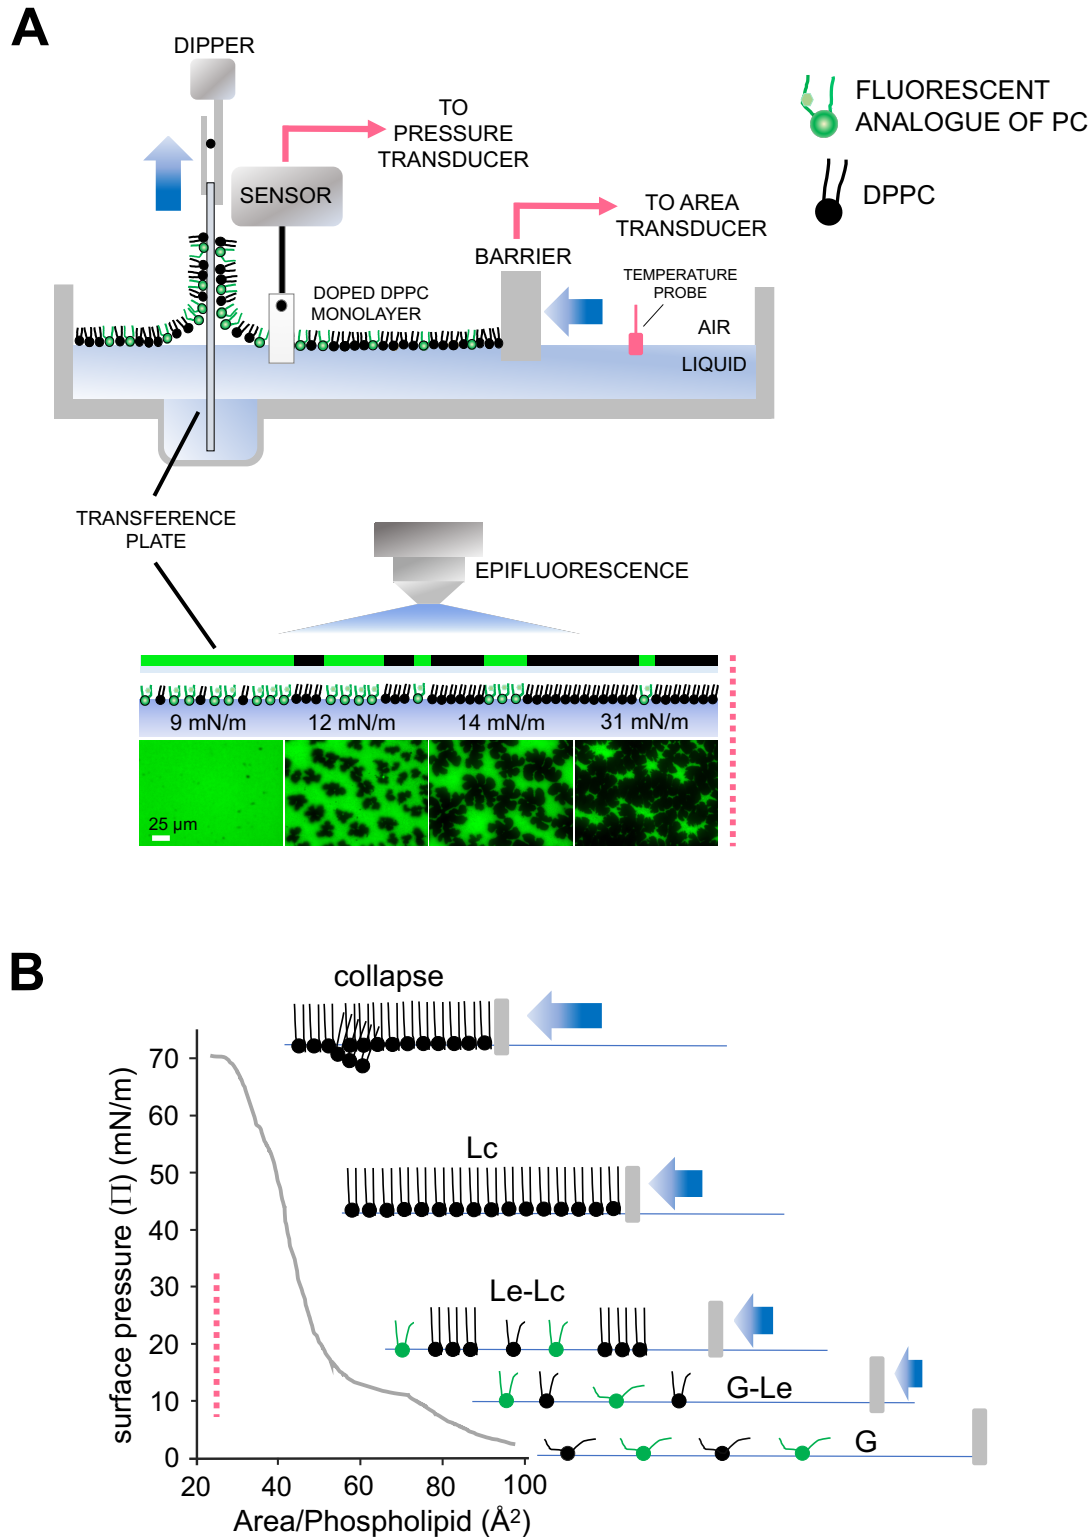 A
DIPPER
TO
PRESSURE
TRANSDUCER
SENSOR
FLUORESCENT
ANALOGUE OF PC
DPPC
TO AREA
TRANSDUCER
BARRIER
TEMPERATURE
PROBE
DOPED DPPC
MONOLAYER
AIR
LIQUID
TRANSFERENCE
PLATE
EPIFLUORESCENCE
9 mN/m 12 mN/m 14 mN/m 31 mN/m
25 µm
B
collapse
Lc
Le-Lc
G-Le
G
surface pressure (Π) (mN/m)
70
60
50
40
30
20
10
0
20 40 60 80 100
Area/Phospholipid (Å²)